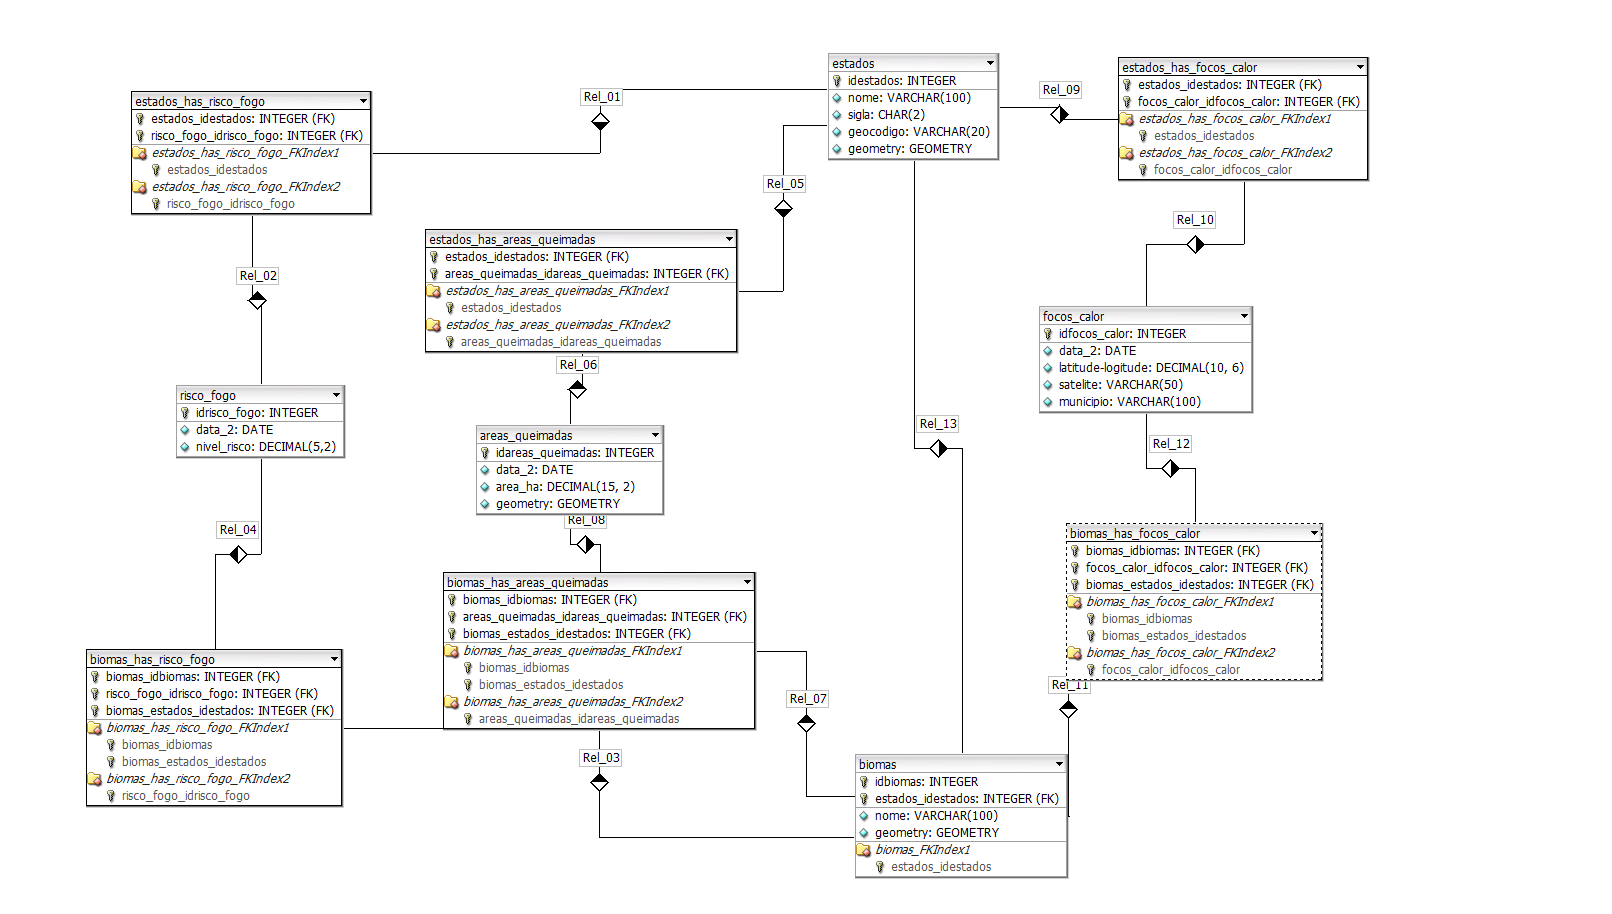 estados
idestados: INTEGER
nome: VARCHAR(100)
sigla: CHAR(2)
geocodigo: VARCHAR(20)
geometry: GEOMETRY
estados_has_focos_calor
estados_idestados: INTEGER (FK)
focos_calor_idfocos_calor: INTEGER (FK)
estados_has_focos_calor_FKIndex1
estados_idestados
estados_has_focos_calor_FKIndex2
focos_calor_idfocos_calor
Rel_09
Rel_01
estados_has_risco_fogo
estados_idestados: INTEGER (FK)
risco_fogo_idrisco_fogo: INTEGER (FK)
estados_has_risco_fogo_FKIndex1
estados_idestados
estados_has_risco_fogo_FKIndex2
risco_fogo_idrisco_fogo
Rel_05
Rel_10
estados_has_areas_queimadas
estados_idestados: INTEGER (FK)
areas_queimadas_idareas_queimadas: INTEGER (FK)
estados_has_areas_queimadas_FKIndex1
estados_idestados
estados_has_areas_queimadas_FKIndex2
areas_queimadas_idareas_queimadas
Rel_02
focos_calor
idfocos_calor: INTEGER
data_2: DATE
latitude-logitude: DECIMAL(10, 6)
satelite: VARCHAR(50)
municipio: VARCHAR(100)
Rel_06
risco_fogo
idrisco_fogo: INTEGER
data_2: DATE
nivel_risco: DECIMAL(5,2)
Rel_13
areas_queimadas
idareas_queimadas: INTEGER
data_2: DATE
area_ha: DECIMAL(15, 2)
geometry: GEOMETRY
Rel_12
Rel_08
Rel_04
biomas_has_focos_calor
biomas_idbiomas: INTEGER (FK)
focos_calor_idfocos_calor: INTEGER (FK)
biomas_estados_idestados: INTEGER (FK)
biomas_has_focos_calor_FKIndex1
biomas_idbiomas
biomas_estados_idestados
biomas_has_focos_calor_FKIndex2
focos_calor_idfocos_calor
biomas_has_areas_queimadas
biomas_idbiomas: INTEGER (FK)
areas_queimadas_idareas_queimadas: INTEGER (FK)
biomas_estados_idestados: INTEGER (FK)
biomas_has_areas_queimadas_FKIndex1
biomas_idbiomas
biomas_estados_idestados
biomas_has_areas_queimadas_FKIndex2
areas_queimadas_idareas_queimadas
biomas_has_risco_fogo
biomas_idbiomas: INTEGER (FK)
risco_fogo_idrisco_fogo: INTEGER (FK)
biomas_estados_idestados: INTEGER (FK)
biomas_has_risco_fogo_FKIndex1
biomas_idbiomas
biomas_estados_idestados
biomas_has_risco_fogo_FKIndex2
risco_fogo_idrisco_fogo
Rel_11
Rel_07
Rel_03
biomas
idbiomas: INTEGER
estados_idestados: INTEGER (FK)
nome: VARCHAR(100)
geometry: GEOMETRY
biomas_FKIndex1
estados_idestados